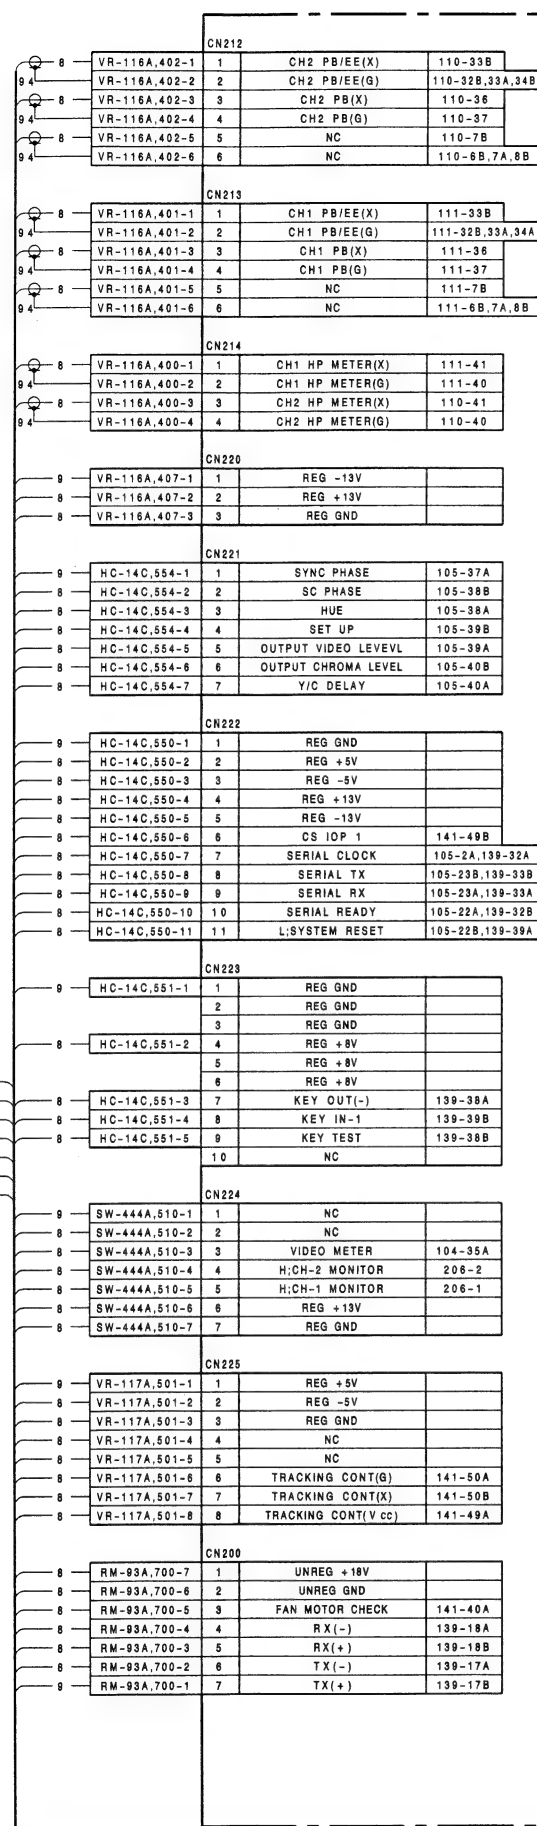 CN212
8 VR-116A,402-1 1 CH2 PB/EE(X) 110-33B
94 VR-116A,402-2 2 CH2 PB/EE(G) 110-32B,33A,34B
8 VR-116A,402-3 3 CH2 PB(X) 110-36
94 VR-116A,402-4 4 CH2 PB(G) 110-37
8 VR-116A,402-5 5 NC 110-7B
94 VR-116A,402-6 6 NC 110-6B,7A,8B
CN213
8 VR-116A,401-1 1 CH1 PB/EE(X) 111-33B
94 VR-116A,401-2 2 CH1 PB/EE(G) 111-32B,33A,34A
8 VR-116A,401-3 3 CH1 PB(X) 111-36
94 VR-116A,401-4 4 CH1 PB(G) 111-37
8 VR-116A,401-5 5 NC 111-7B
94 VR-116A,401-6 6 NC 111-6B,7A,8B
CN214
8 VR-116A,400-1 1 CH1 HP METER(X) 111-41
94 VR-116A,400-2 2 CH1 HP METER(G) 111-40
8 VR-116A,400-3 3 CH2 HP METER(X) 110-41
94 VR-116A,400-4 4 CH2 HP METER(G) 110-40
CN220
9 VR-116A,407-1 1 REG -13V
8 VR-116A,407-2 2 REG +13V
8 VR-116A,407-3 3 REG GND
CN221
9 HC-14C,554-1 1 SYNC PHASE 105-37A
8 HC-14C,554-2 2 SC PHASE 105-38B
8 HC-14C,554-3 3 HUE 105-38A
8 HC-14C,554-4 4 SET UP 105-39B
8 HC-14C,554-5 5 OUTPUT VIDEO LEVEVL 105-39A
8 HC-14C,554-6 6 OUTPUT CHROMA LEVEL 105-40B
8 HC-14C,554-7 7 Y/C DELAY 105-40A
CN222
9 HC-14C,550-1 1 REG GND
8 HC-14C,550-2 2 REG +5V
8 HC-14C,550-3 3 REG -5V
8 HC-14C,550-4 4 REG +13V
8 HC-14C,550-5 5 REG -13V
8 HC-14C,550-6 6 CS IOP 1 141-49B
8 HC-14C,550-7 7 SERIAL CLOCK 105-2A,139-32A
8 HC-14C,550-8 8 SERIAL TX 105-23B,139-33B
8 HC-14C,550-9 9 SERIAL RX 105-23A,139-33A
8 HC-14C,550-10 10 SERIAL READY 105-22A,139-32B
8 HC-14C,550-11 11 L;SYSTEM RESET 105-22B,139-39A
CN223
9 HC-14C,551-1 1 REG GND
2 REG GND
3 REG GND
8 HC-14C,551-2 4 REG +8V
5 REG +8V
6 REG +8V
8 HC-14C,551-3 7 KEY OUT(-) 139-38A
8 HC-14C,551-4 8 KEY IN-1 139-39B
8 HC-14C,551-5 9 KEY TEST 139-38B
10 NC
CN224
9 SW-444A,510-1 1 NC
8 SW-444A,510-2 2 NC
8 SW-444A,510-3 3 VIDEO METER 104-35A
8 SW-444A,510-4 4 H;CH-2 MONITOR 206-2
8 SW-444A,510-5 5 H;CH-1 MONITOR 206-1
8 SW-444A,510-6 6 REG +13V
8 SW-444A,510-7 7 REG GND
CN225
9 VR-117A,501-1 1 REG +5V
8 VR-117A,501-2 2 REG -5V
8 VR-117A,501-3 3 REG GND
8 VR-117A,501-4 4 NC
8 VR-117A,501-5 5 NC
8 VR-117A,501-6 6 TRACKING CONT(G) 141-50A
8 VR-117A,501-7 7 TRACKING CONT(X) 141-50B
8 VR-117A,501-8 8 TRACKING CONT(V cc) 141-49A
CN200
8 RM-93A,700-7 1 UNREG +18V
8 RM-93A,700-6 2 UNREG GND
8 RM-93A,700-5 3 FAN MOTOR CHECK 141-40A
8 RM-93A,700-4 4 RX(-) 139-18A
8 RM-93A,700-3 5 RX(+) 139-18B
8 RM-93A,700-2 6 TX(-) 139-17A
9 RM-93A,700-1 7 TX(+) 139-17B